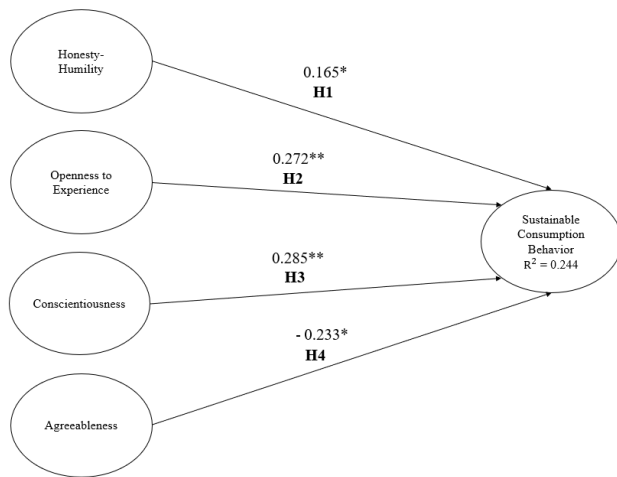 Honesty-
Humility
0.165*
H1
Openness to
Experience
0.272**
H2
Sustainable
Consumption
Behavior
R² = 0.244
Conscientiousness
0.285**
H3
- 0.233*
H4
Agreeableness